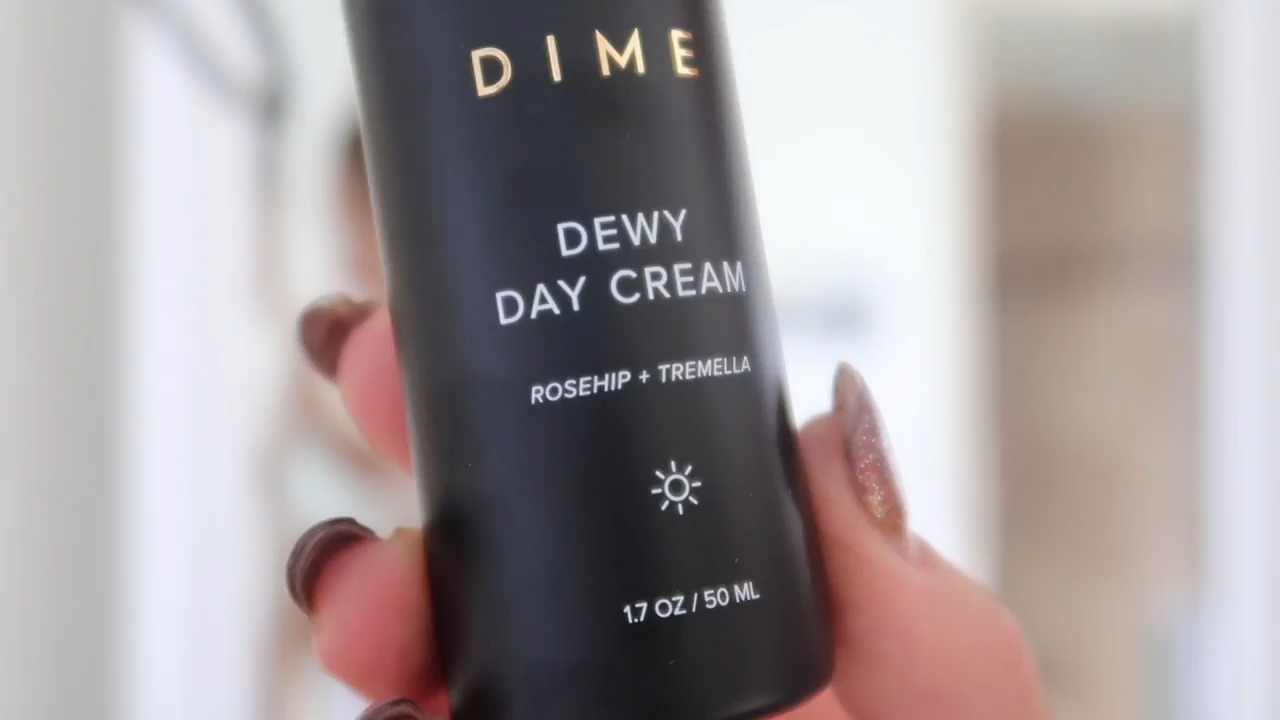 DIME
DEWY
DAY CREAM
ROSEHIP + TREMELLA
1.7 OZ / 50 ML